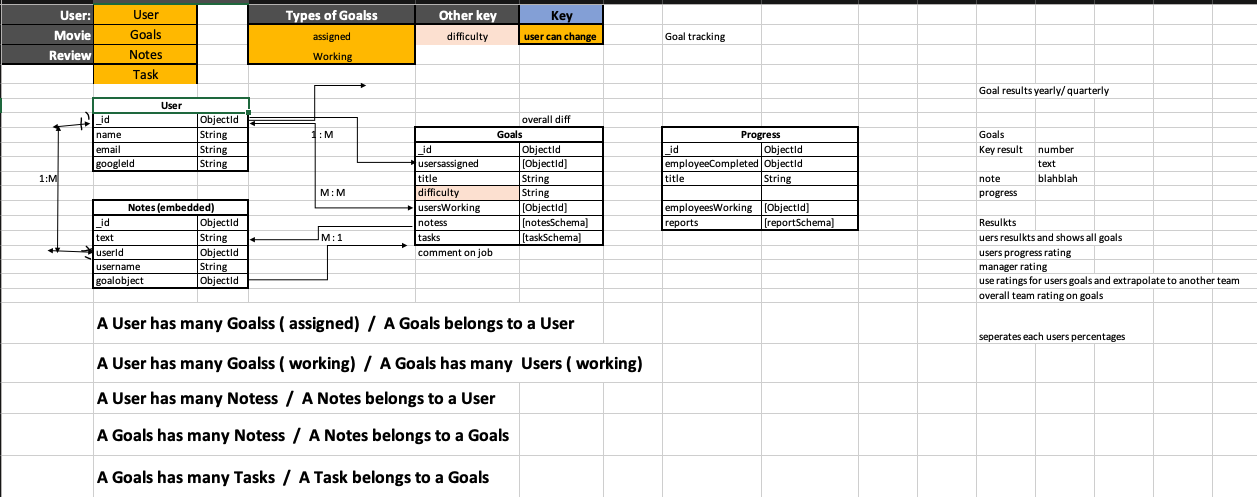 User: User Types of Goalss Other key Key
Movie Goals assigned difficulty user can change Goal tracking
Review Notes Working
Task
Goal results yearly/ quarterly
User
_id ObjectId overall diff
name String 1 : M Goals Progress Goals
email String _id ObjectId _id ObjectId Key result number
googleId String usersassigned [ObjectId] employeeCompleted ObjectId text
1:M title String title String note blahblah
M : M difficulty String progress
Notes (embedded) usersWorking [ObjectId] employeesWorking [ObjectId]
_id ObjectId notess [notesSchema] reports [reportSchema] Resulkts
text String M : 1 tasks [taskSchema] uers resulkts and shows all goals
userId ObjectId comment on job users progress rating
username String manager rating
goalobject ObjectId use ratings for users goals and extrapolate to another team
overall team rating on goals
A User has many Goalss ( assigned) / A Goals belongs to a User
seperates each users percentages
A User has many Goalss ( working) / A Goals has many Users ( working)
A User has many Notess / A Notes belongs to a User
A Goals has many Notess / A Notes belongs to a Goals
A Goals has many Tasks / A Task belongs to a Goals